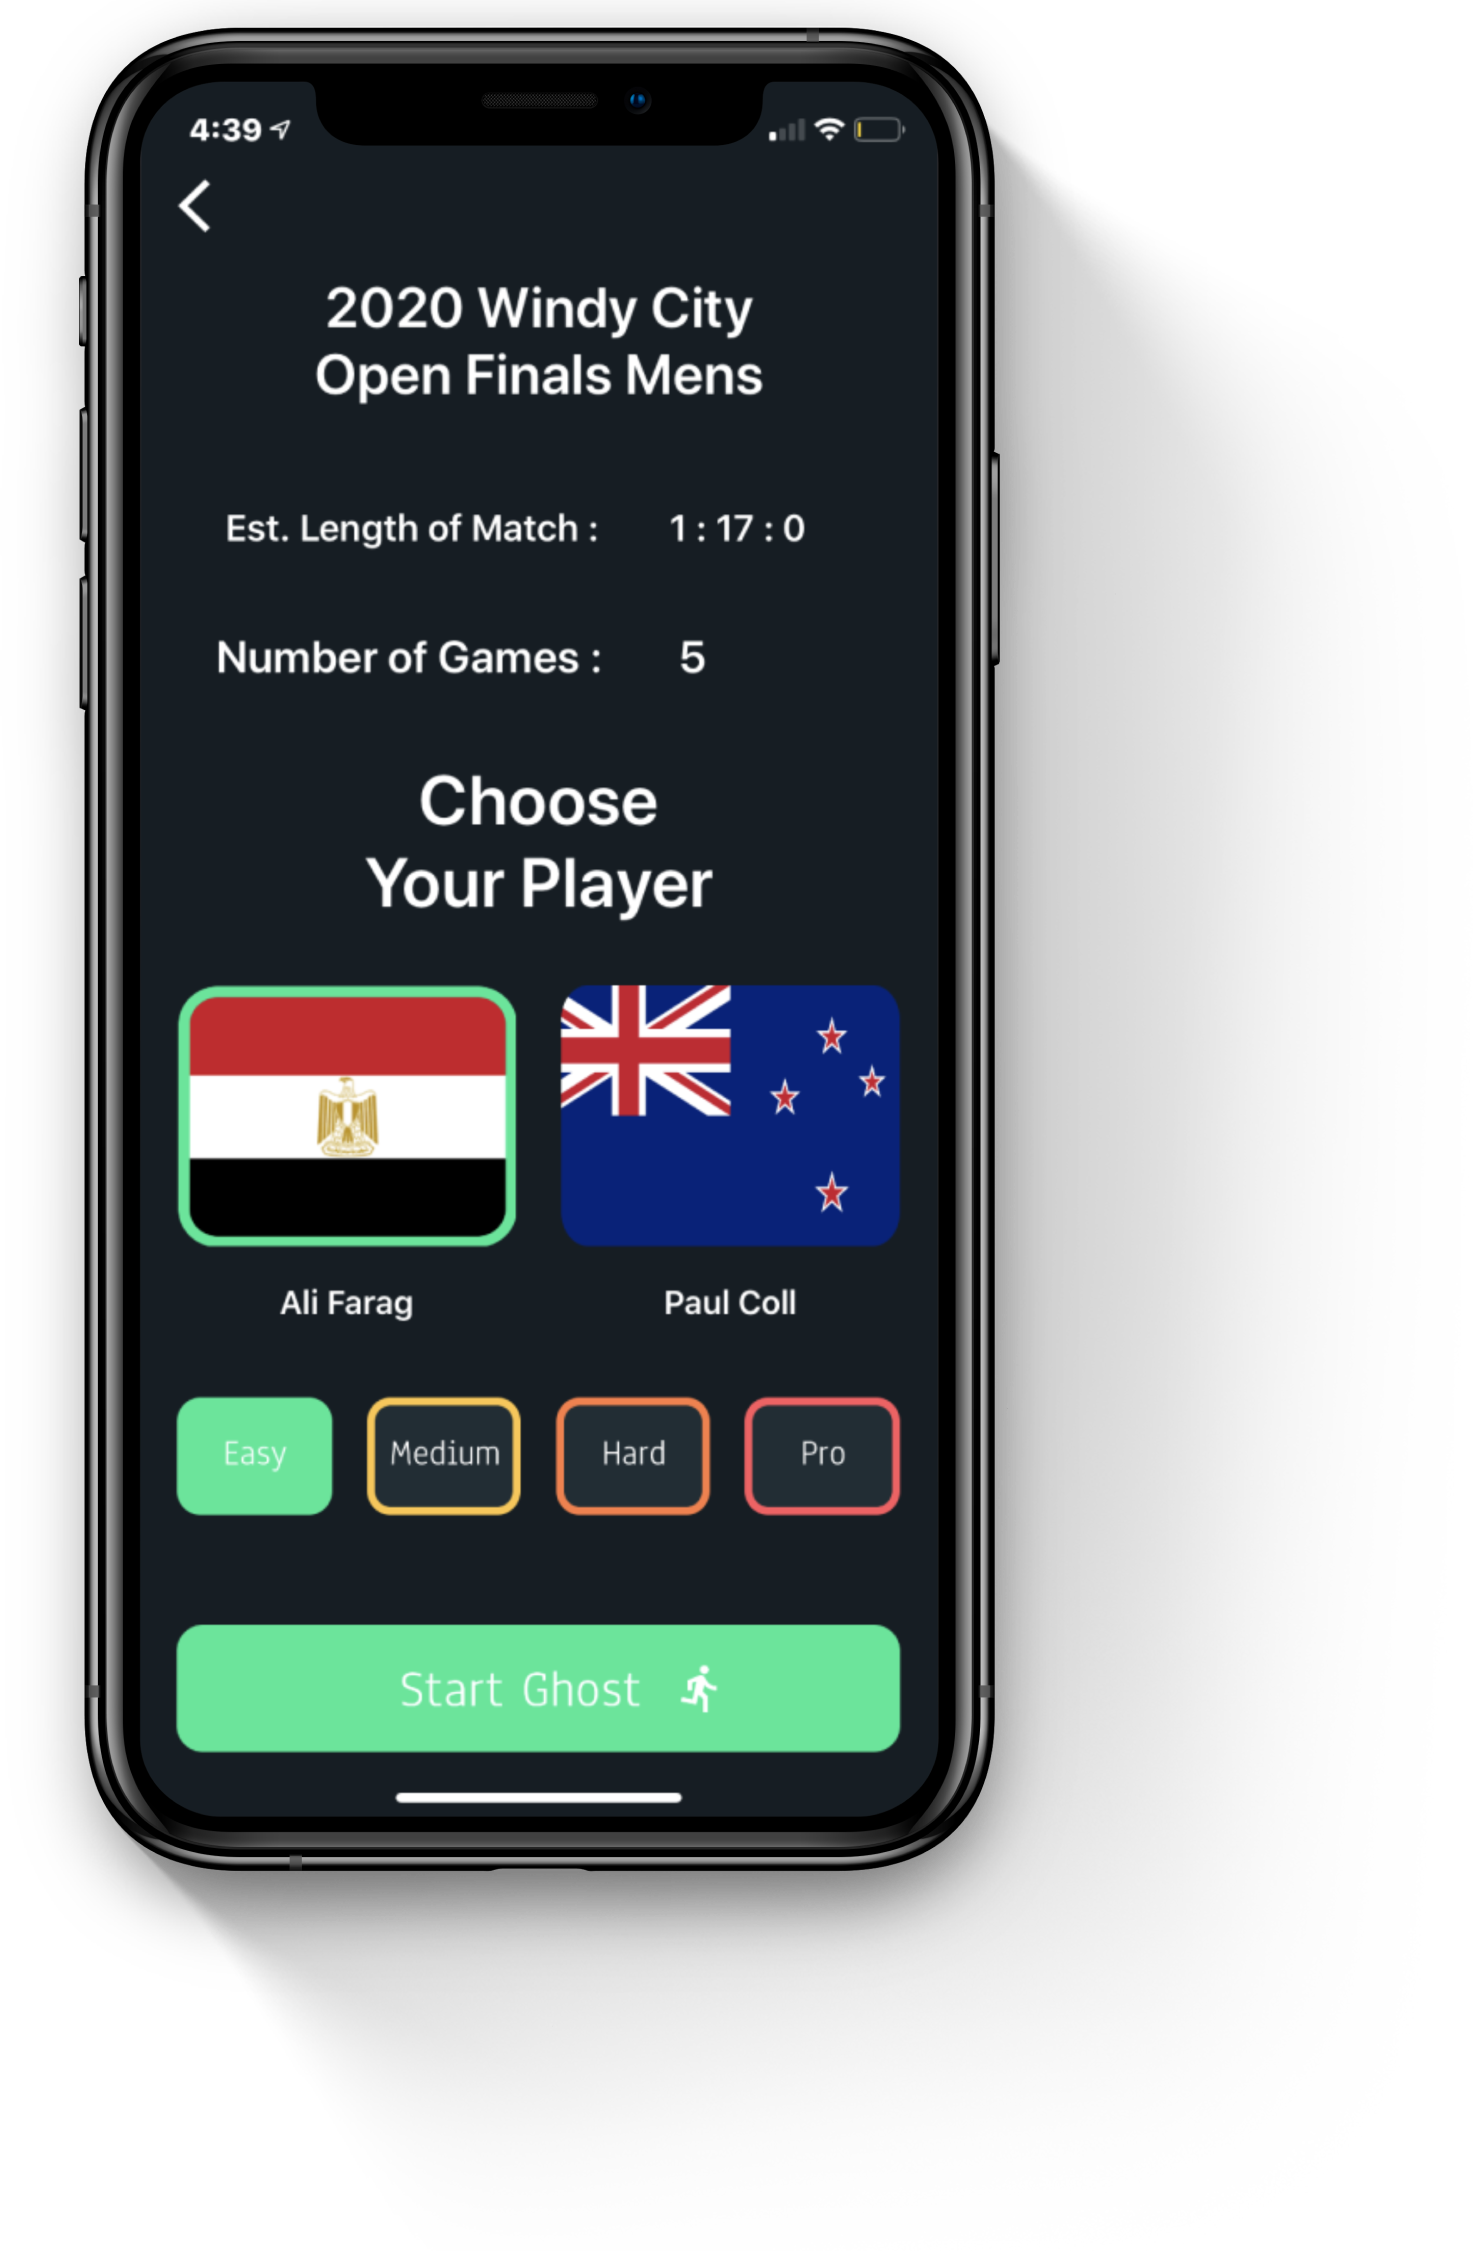 4:39
2020 Windy City
Open Finals Mens
Est. Length of Match : 1 : 17 : 0
Number of Games : 5
Choose
Your Player
Ali Farag Paul Coll
Easy Medium Hard Pro
Start Ghost